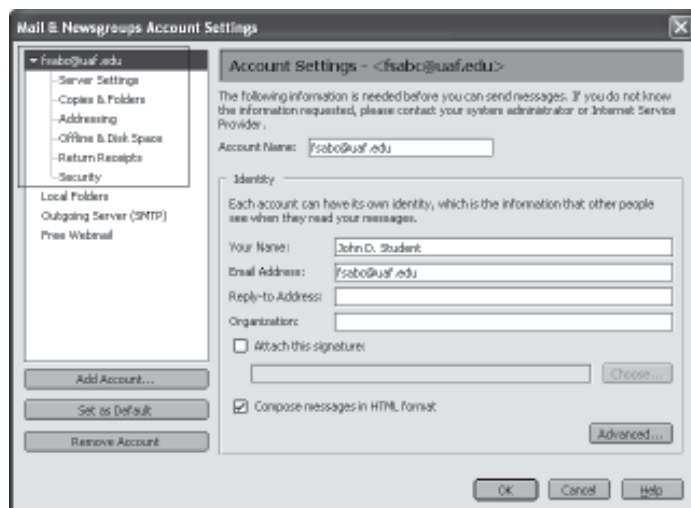 Mail & Newsgroups Account Settings
fsabc@uaf.edu
Server Settings
Copies & Folders
Addressing
Offline & Disk Space
Return Receipts
Security
Local Folders
Outgoing Server (SMTP)
Free Webmail
Add Account...
Set as Default
Remove Account
Account Settings - <fsabc@uaf.edu>
The following information is needed before you can send messages. If you do not know
the information requested, please contact your system administrator or Internet Service
Provider.
Account Name: fsabc@uaf.edu
Identity
Each account can have its own identity, which is the information that other people
see when they read your messages.
Your Name: John D. Student
Email Address: fsabc@uaf.edu
Reply-to Address:
Organization:
Attach this signature:
Choose...
Compose messages in HTML format
Advanced...
OK Cancel Help